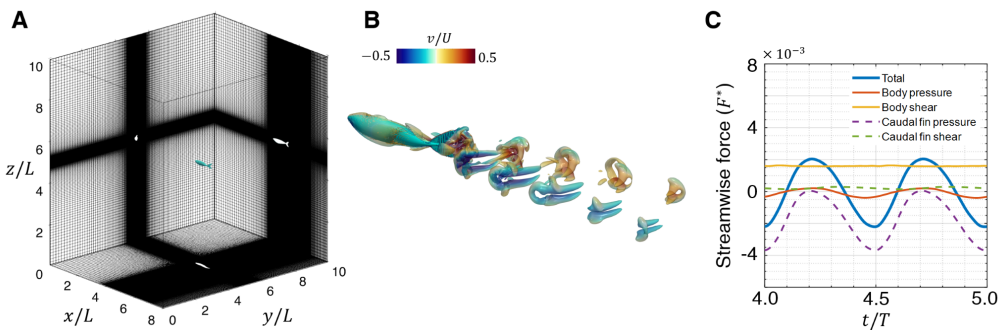 A
10
8
6
z/L
4
2
0
2
4
6
8
x/L
0
2
4
6
8
10
y/L
B
v/U
−0.5
0.5
C
× 10⁻³
8
4
0
-4
Streamwise force (F*)
Total
Body pressure
Body shear
Caudal fin pressure
Caudal fin shear
4.0
4.5
5.0
t/T